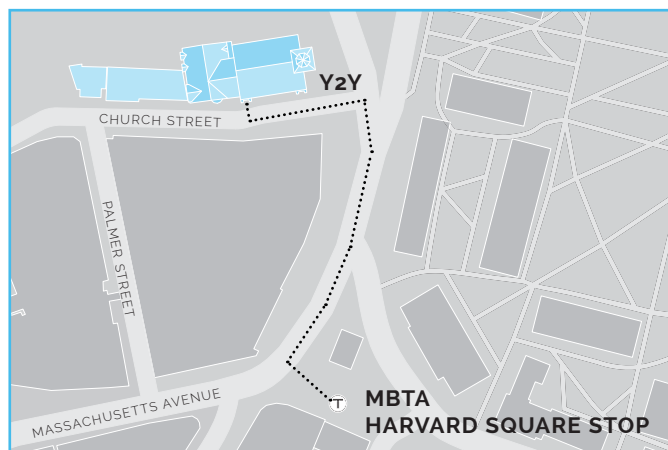 Y2Y
CHURCH STREET
PALMER STREET
MASSACHUSETTS AVENUE
T
MBTA
HARVARD SQUARE STOP